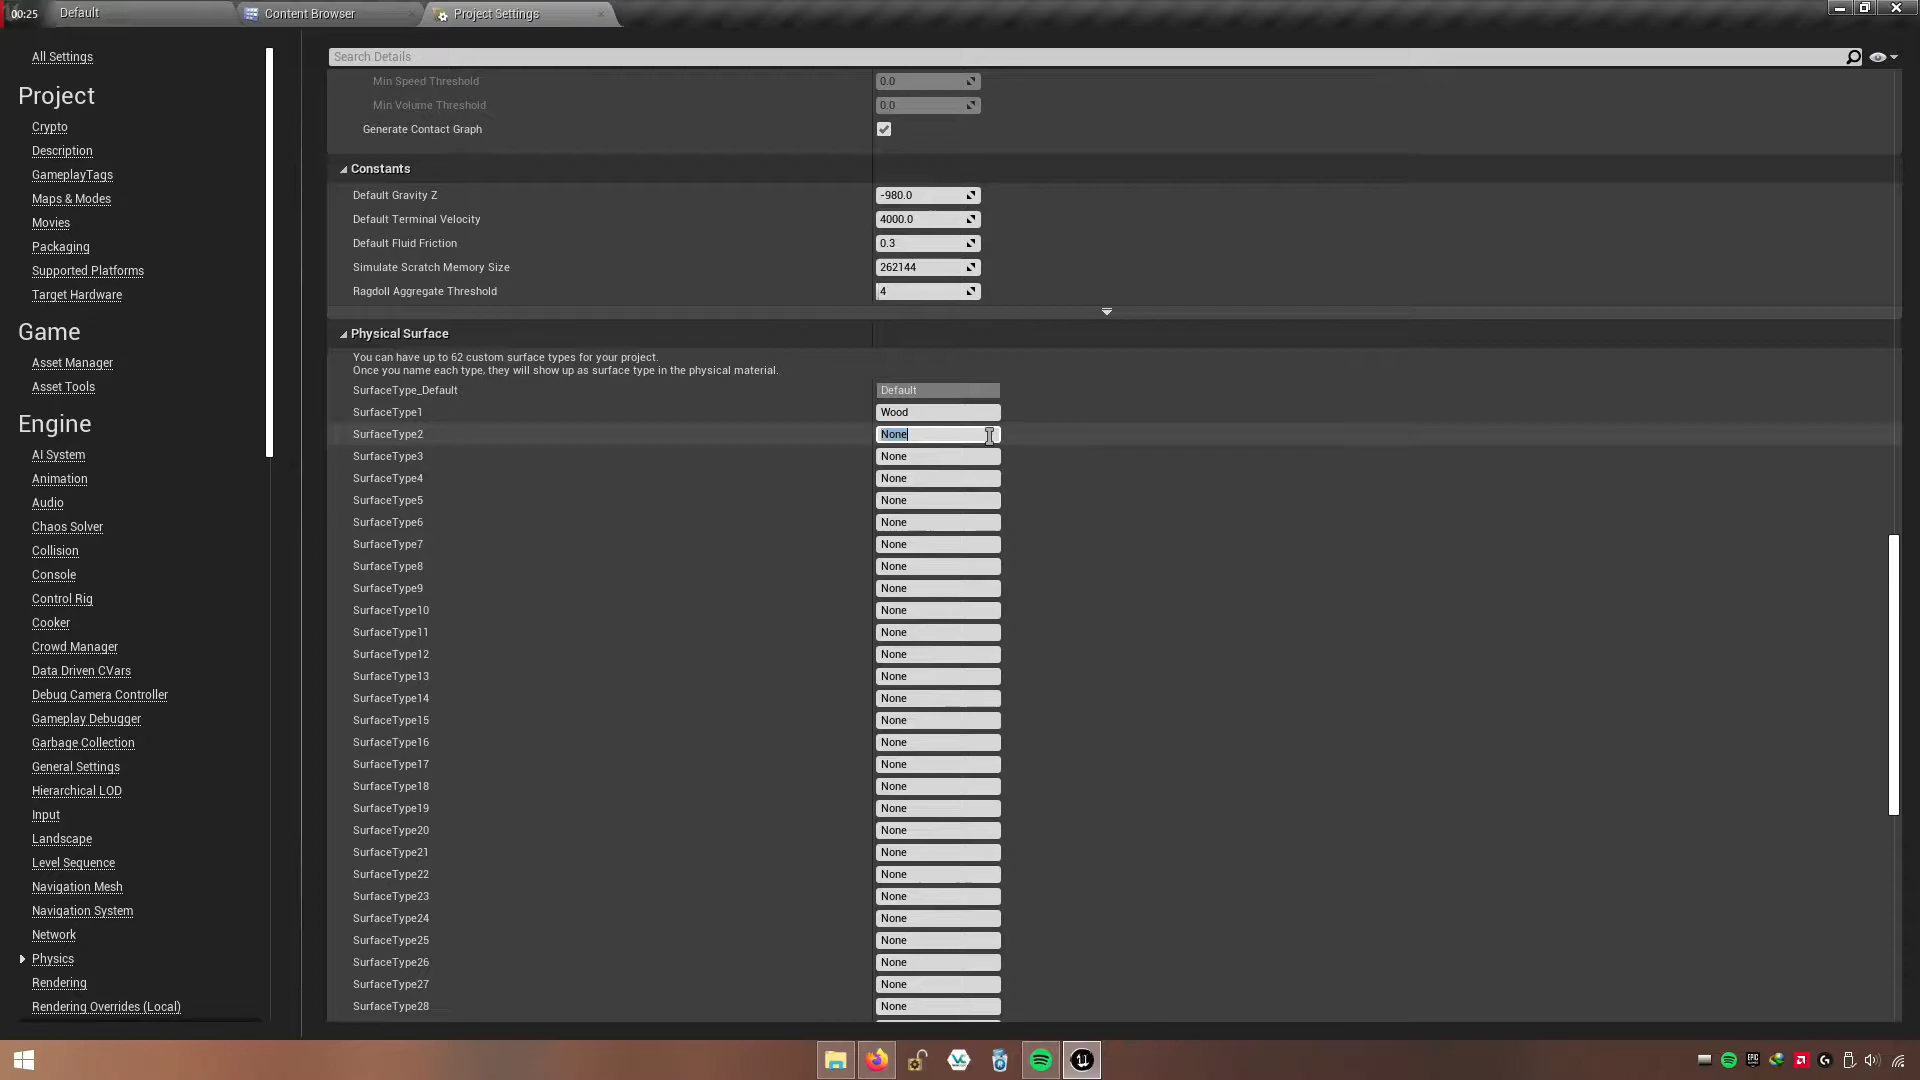 00:25
Default
Content Browser
Project Settings
All Settings
Project
Crypto
Description
GameplayTags
Maps & Modes
Movies
Packaging
Supported Platforms
Target Hardware
Game
Asset Manager
Asset Tools
Engine
AI System
Animation
Audio
Chaos Solver
Collision
Console
Control Rig
Cooker
Crowd Manager
Data Driven CVars
Debug Camera Controller
Gameplay Debugger
Garbage Collection
General Settings
Hierarchical LOD
Input
Landscape
Level Sequence
Navigation Mesh
Navigation System
Network
Physics
Rendering
Rendering Overrides (Local)
Search Details
Min Speed Threshold 0.0
Min Volume Threshold 0.0
Generate Contact Graph
Constants
Default Gravity Z -980.0
Default Terminal Velocity 4000.0
Default Fluid Friction 0.3
Simulate Scratch Memory Size 262144
Ragdoll Aggregate Threshold 4
Physical Surface
You can have up to 62 custom surface types for your project.
Once you name each type, they will show up as surface type in the physical material.
SurfaceType_Default Default
SurfaceType1 Wood
SurfaceType2 None
SurfaceType3 None
SurfaceType4 None
SurfaceType5 None
SurfaceType6 None
SurfaceType7 None
SurfaceType8 None
SurfaceType9 None
SurfaceType10 None
SurfaceType11 None
SurfaceType12 None
SurfaceType13 None
SurfaceType14 None
SurfaceType15 None
SurfaceType16 None
SurfaceType17 None
SurfaceType18 None
SurfaceType19 None
SurfaceType20 None
SurfaceType21 None
SurfaceType22 None
SurfaceType23 None
SurfaceType24 None
SurfaceType25 None
SurfaceType26 None
SurfaceType27 None
SurfaceType28 None